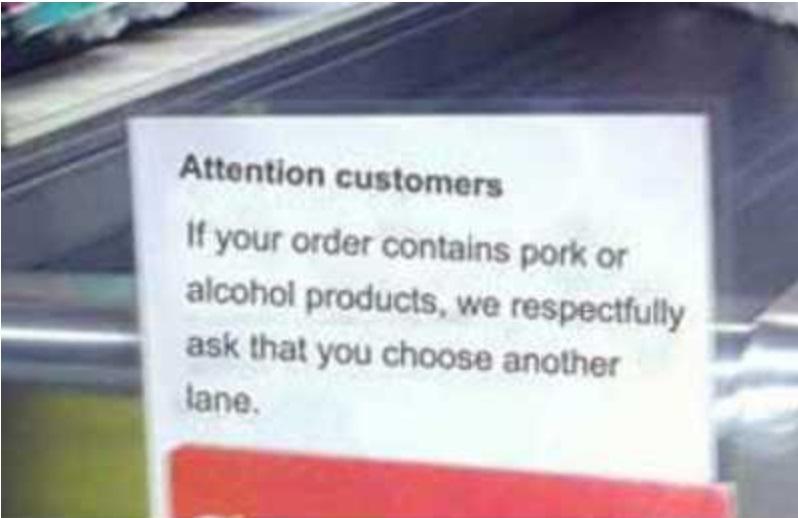 Attention customers
If your order contains pork or
alcohol products, we respectfully
ask that you choose another
lane.